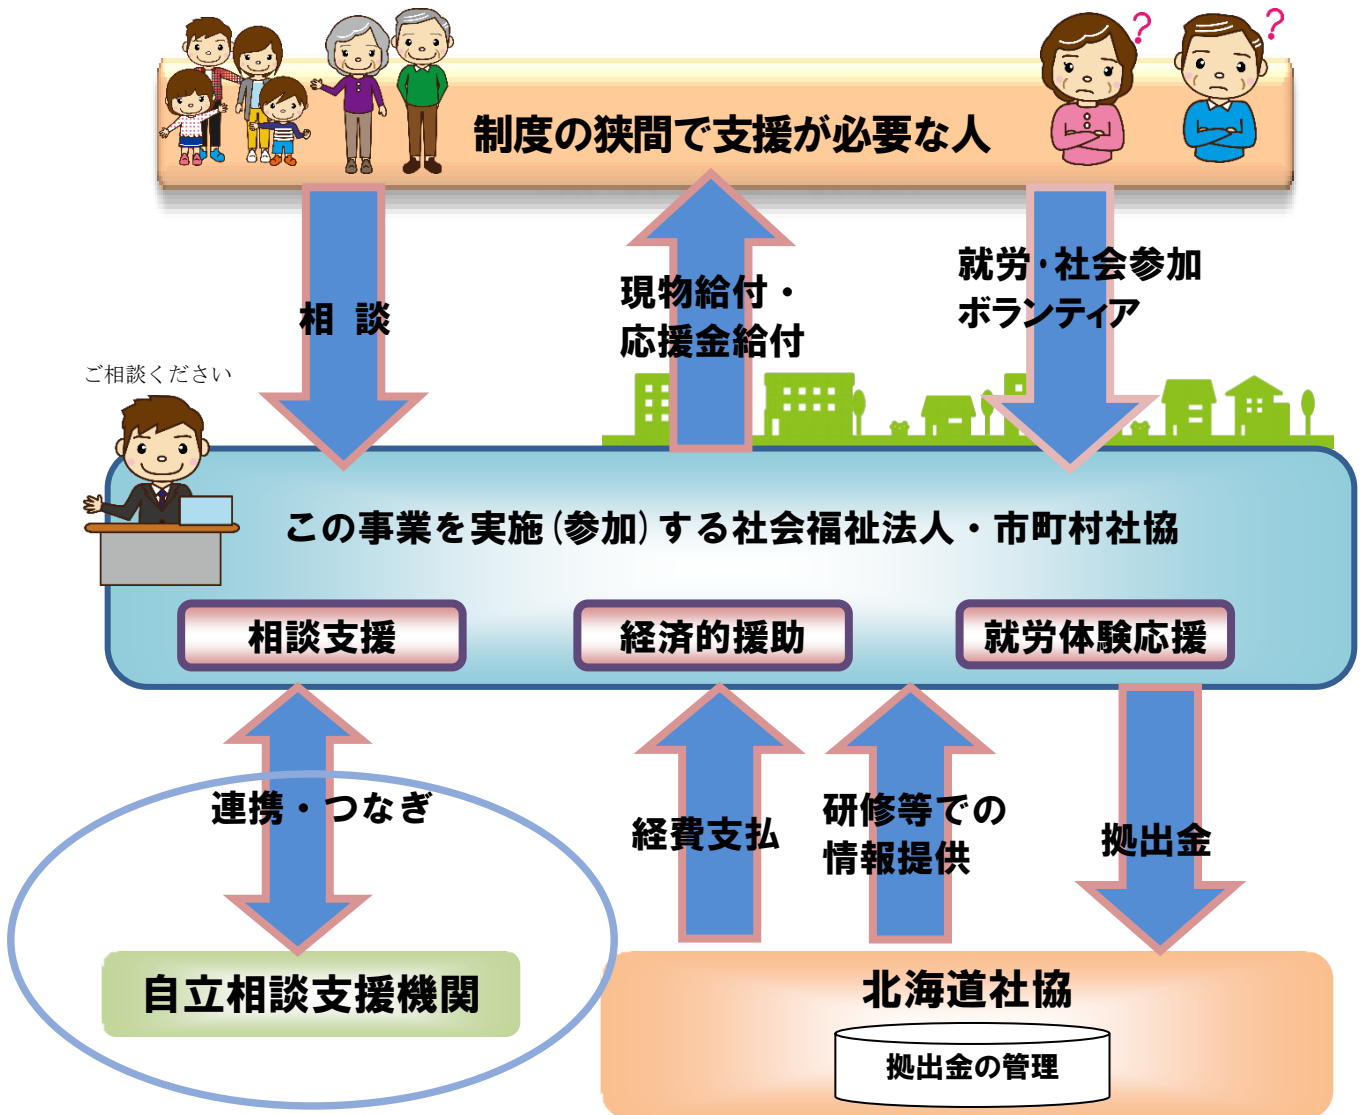 ?
?
制度の狭間で支援が必要な人
相談
現物給付・
応援金給付
就労・社会参加
ボランティア
ご相談ください
この事業を実施(参加)する社会福祉法人・市町村社協
相談支援
経済的援助
就労体験応援
連携・つなぎ
経費支払
研修等での
情報提供
拠出金
自立相談支援機関
北海道社協
拠出金の管理